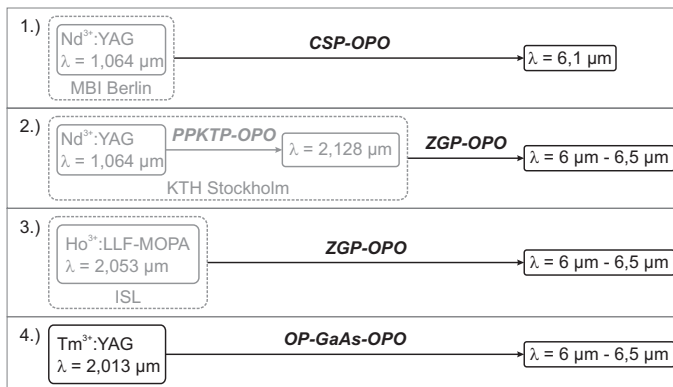 1.)
Nd³⁺:YAG
λ = 1,064 µm
MBI Berlin
CSP-OPO
λ = 6,1 µm
2.)
Nd³⁺:YAG
λ = 1,064 µm
PPKTP-OPO
λ = 2,128 µm
KTH Stockholm
ZGP-OPO
λ = 6 µm - 6,5 µm
3.)
Ho³⁺:LLF-MOPA
λ = 2,053 µm
ISL
ZGP-OPO
λ = 6 µm - 6,5 µm
4.)
Tm³⁺:YAG
λ = 2,013 µm
OP-GaAs-OPO
λ = 6 µm - 6,5 µm